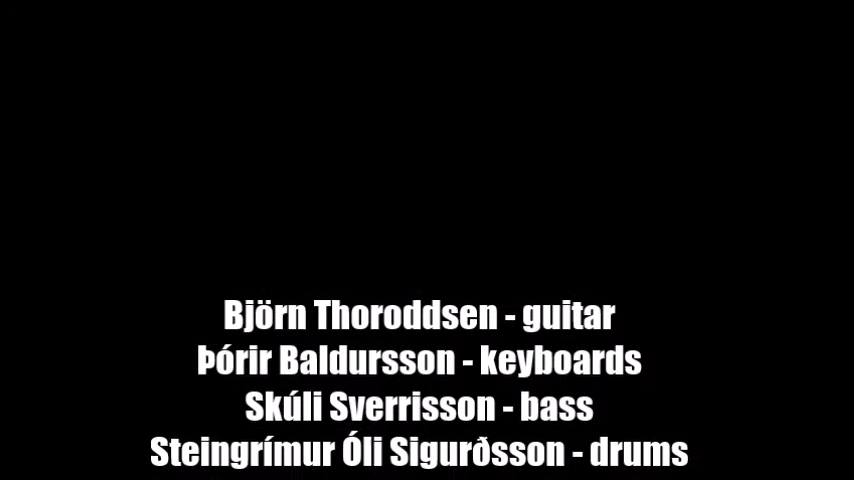 Björn Thoroddsen - guitar
Þórir Baldursson - keyboards
Skúli Sverrisson - bass
Steingrímur Óli Sigurðsson - drums